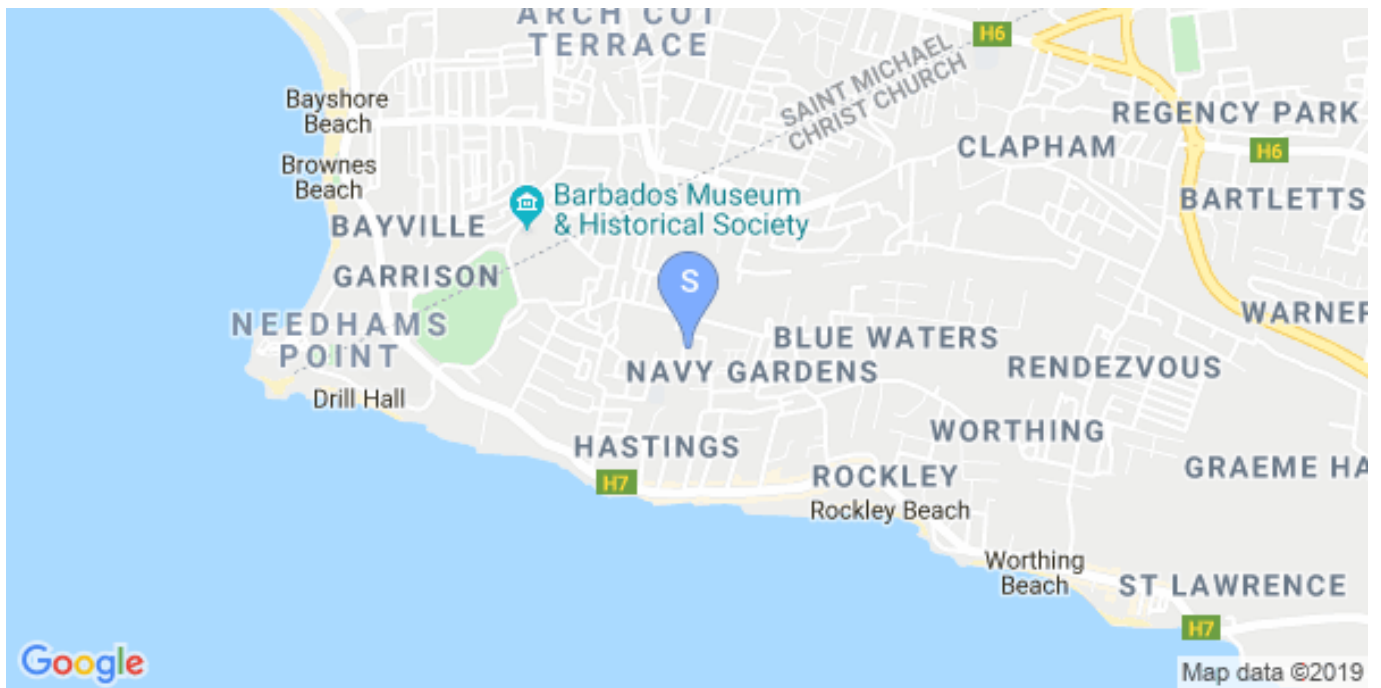 ARCH COT
TERRACE
H6
SAINT MICHAEL
CHRIST CHURCH
Bayshore
Beach
REGENCY PARK
CLAPHAM
H6
Brownes
Beach
Barbados Museum
& Historical Society
BARTLETTS
BAYVILLE
GARRISON
S
NEEDHAMS
POINT
WARNER
BLUE WATERS
NAVY GARDENS
RENDEZVOUS
Drill Hall
WORTHING
HASTINGS
GRAEME HA
ROCKLEY
H7
Rockley Beach
Worthing
Beach
ST LAWRENCE
H7
Google
Map data ©2019